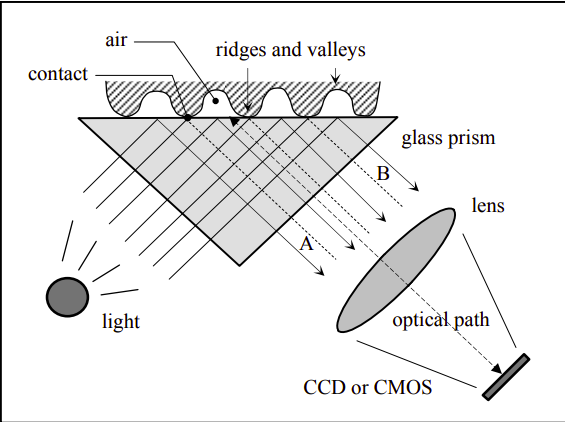 air
ridges and valleys
contact
glass prism
B
lens
A
light
optical path
CCD or CMOS